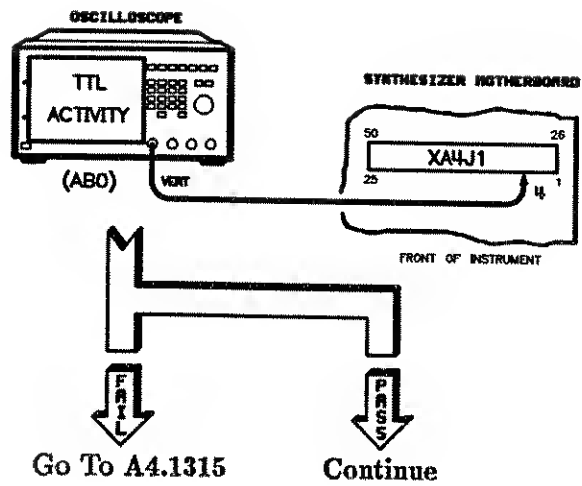 OSCILLOSCOPE
TTL
ACTIVITY
(AB0)
VERT
SYNTHESIZER MOTHERBOARD
50
26
XA4J1
25
4
1
FRONT OF INSTRUMENT
FAIL
PASS
Go To A4.1315
Continue